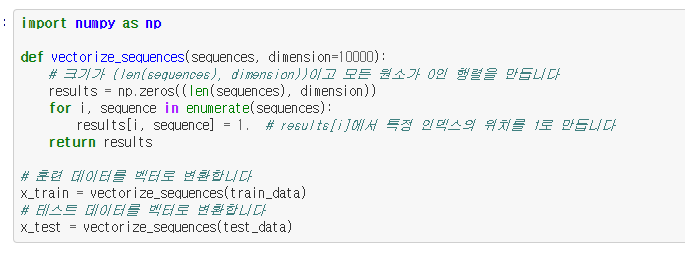 :
import numpy as np
def vectorize_sequences(sequences, dimension=10000):
# 크기가 (len(sequences), dimension))이고 모든 원소가 0인 행렬을 만듭니다
results = np.zeros((len(sequences), dimension))
for i, sequence in enumerate(sequences):
results[i, sequence] = 1. # results[i]에서 특정 인덱스의 위치를 1로 만듭니다
return results
# 훈련 데이터를 벡터로 변환합니다
x_train = vectorize_sequences(train_data)
# 테스트 데이터를 벡터로 변환합니다
x_test = vectorize_sequences(test_data)